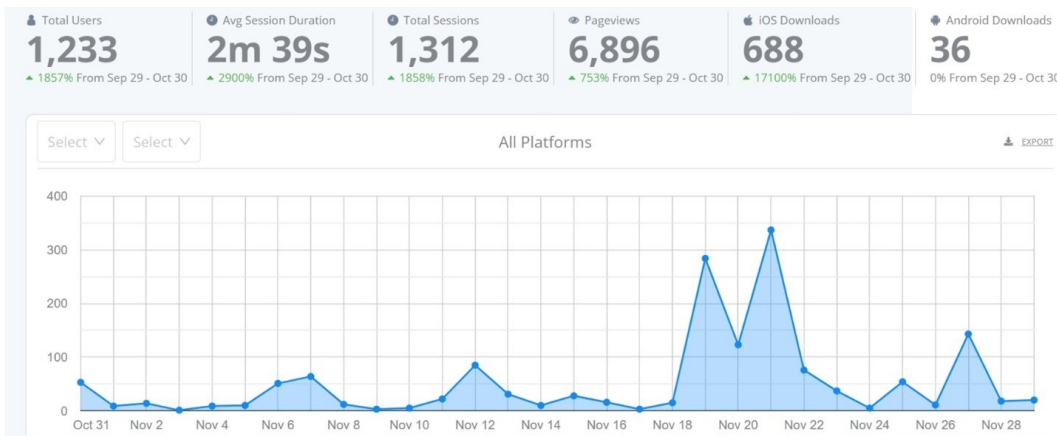 Total Users
1,233
1857% From Sep 29 - Oct 30
Avg Session Duration
2m 39s
2900% From Sep 29 - Oct 30
Total Sessions
1,312
1858% From Sep 29 - Oct 30
Pageviews
6,896
753% From Sep 29 - Oct 30
iOS Downloads
688
17100% From Sep 29 - Oct 30
Android Downloads
36
0% From Sep 29 - Oct 30
Select
Select
All Platforms
EXPORT
400
300
200
100
0
Oct 31 Nov 2 Nov 4 Nov 6 Nov 8 Nov 10 Nov 12 Nov 14 Nov 16 Nov 18 Nov 20 Nov 22 Nov 24 Nov 26 Nov 28